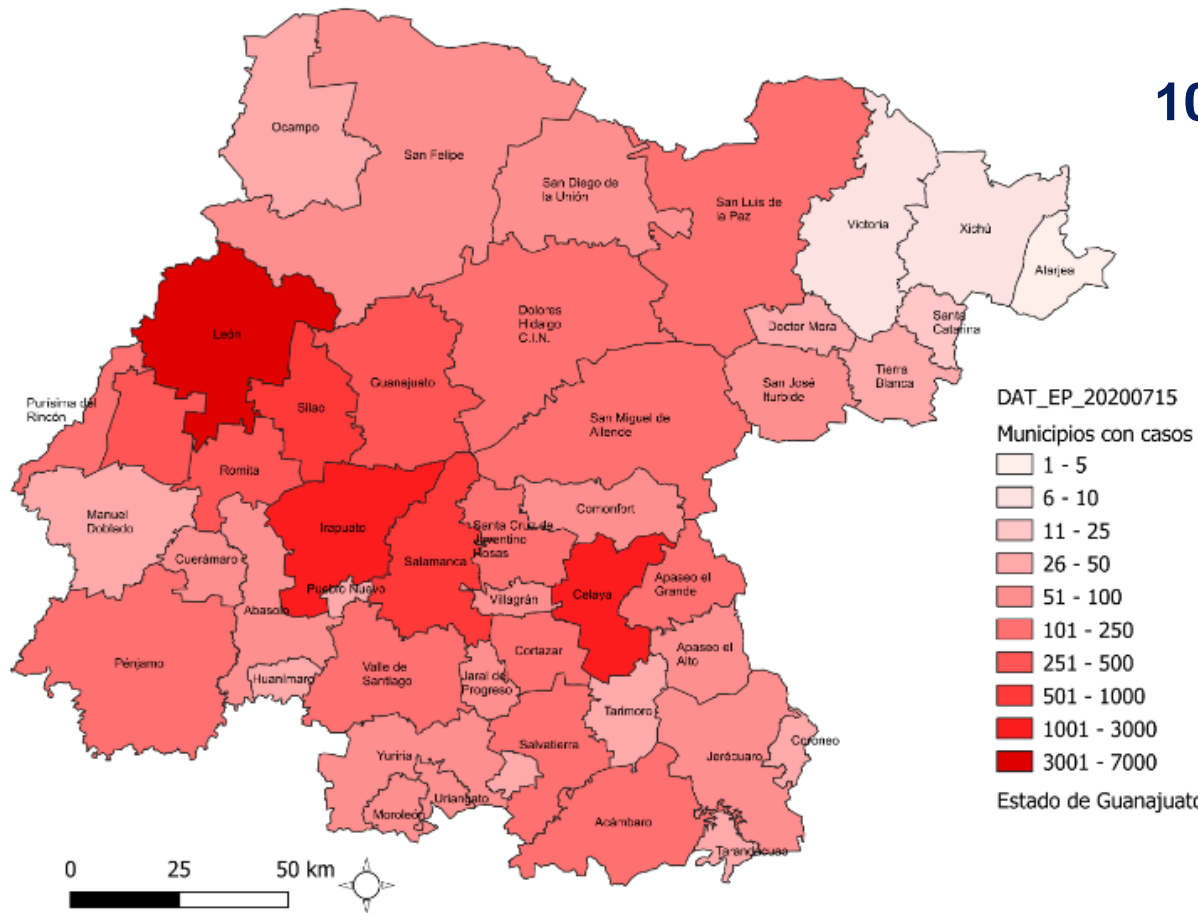 10
Ocampo
San Felipe
San Diego de
la Unión
San Luis de
la Paz
Victoria
Xichú
Atarjea
León
Dolores
Hidalgo
C.I.N.
Doctor Mora
Santa
Catarina
Guanajuato
Silao
Tierra
Blanca
San José
Iturbide
Purísima del
Rincón
San Miguel de
Allende
Romita
Manuel
Doblado
Irapuato
Comonfort
Santa Cruz de
Juventino
Rosas
Cuerámaro
Salamanca
Apaseo el
Grande
Pueblo Nuevo
Villagrán
Celaya
Abasolo
Pénjamo
Cortazar
Apaseo el
Alto
Valle de
Santiago
Jaral de
Progreso
Huanímaro
Tarimoro
Salvatierra
Yuriria
Jerécuaro
Coroneo
Uriangato
Moroleón
Acámbaro
Tarandacuao
DAT_EP_20200715
Municipios con casos
1 - 5
6 - 10
11 - 25
26 - 50
51 - 100
101 - 250
251 - 500
501 - 1000
1001 - 3000
3001 - 7000
Estado de Guanajuato
0 25 50 km